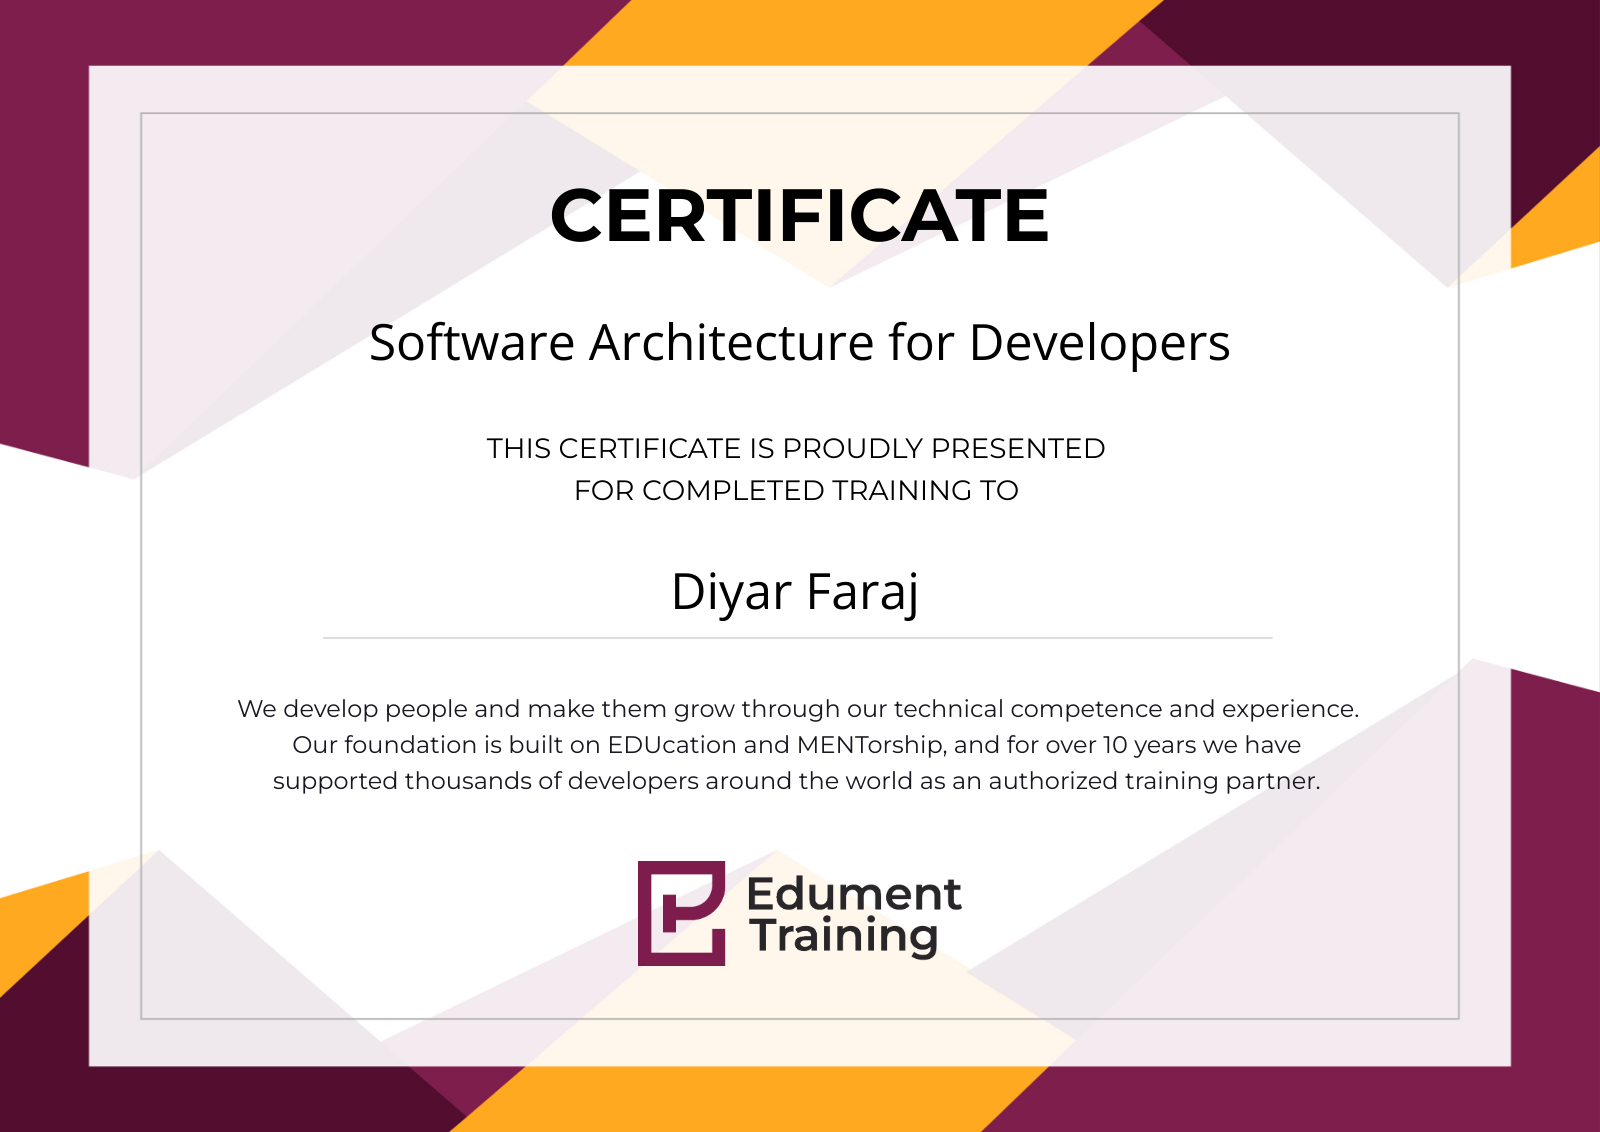 CERTIFICATE
Software Architecture for Developers
THIS CERTIFICATE IS PROUDLY PRESENTED
FOR COMPLETED TRAINING TO
Diyar Faraj
We develop people and make them grow through our technical competence and experience.
Our foundation is built on EDUcation and MENTorship, and for over 10 years we have
supported thousands of developers around the world as an authorized training partner.
Edument
Training